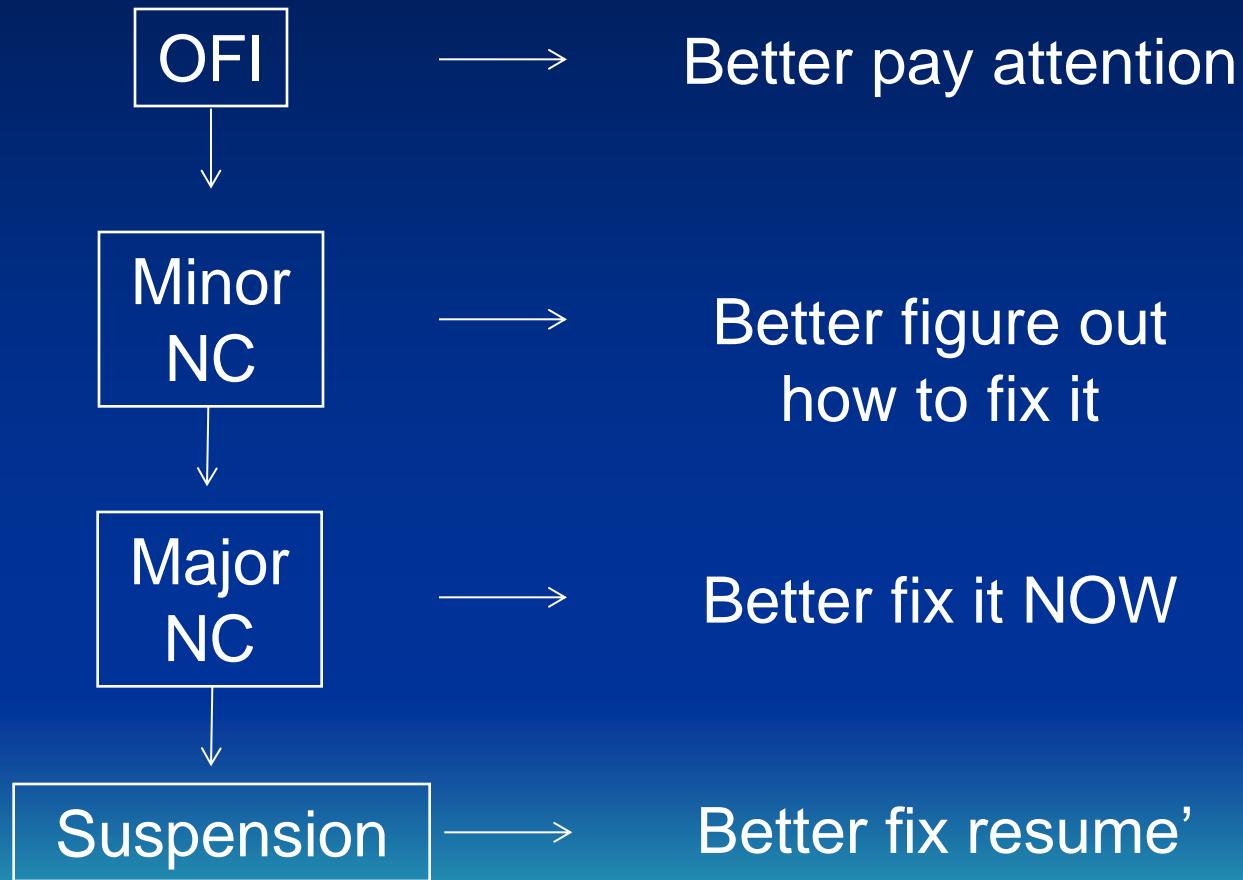 OFI
Better pay attention
Minor
NC
Better figure out
how to fix it
Major
NC
Better fix it NOW
Suspension
Better fix resume’